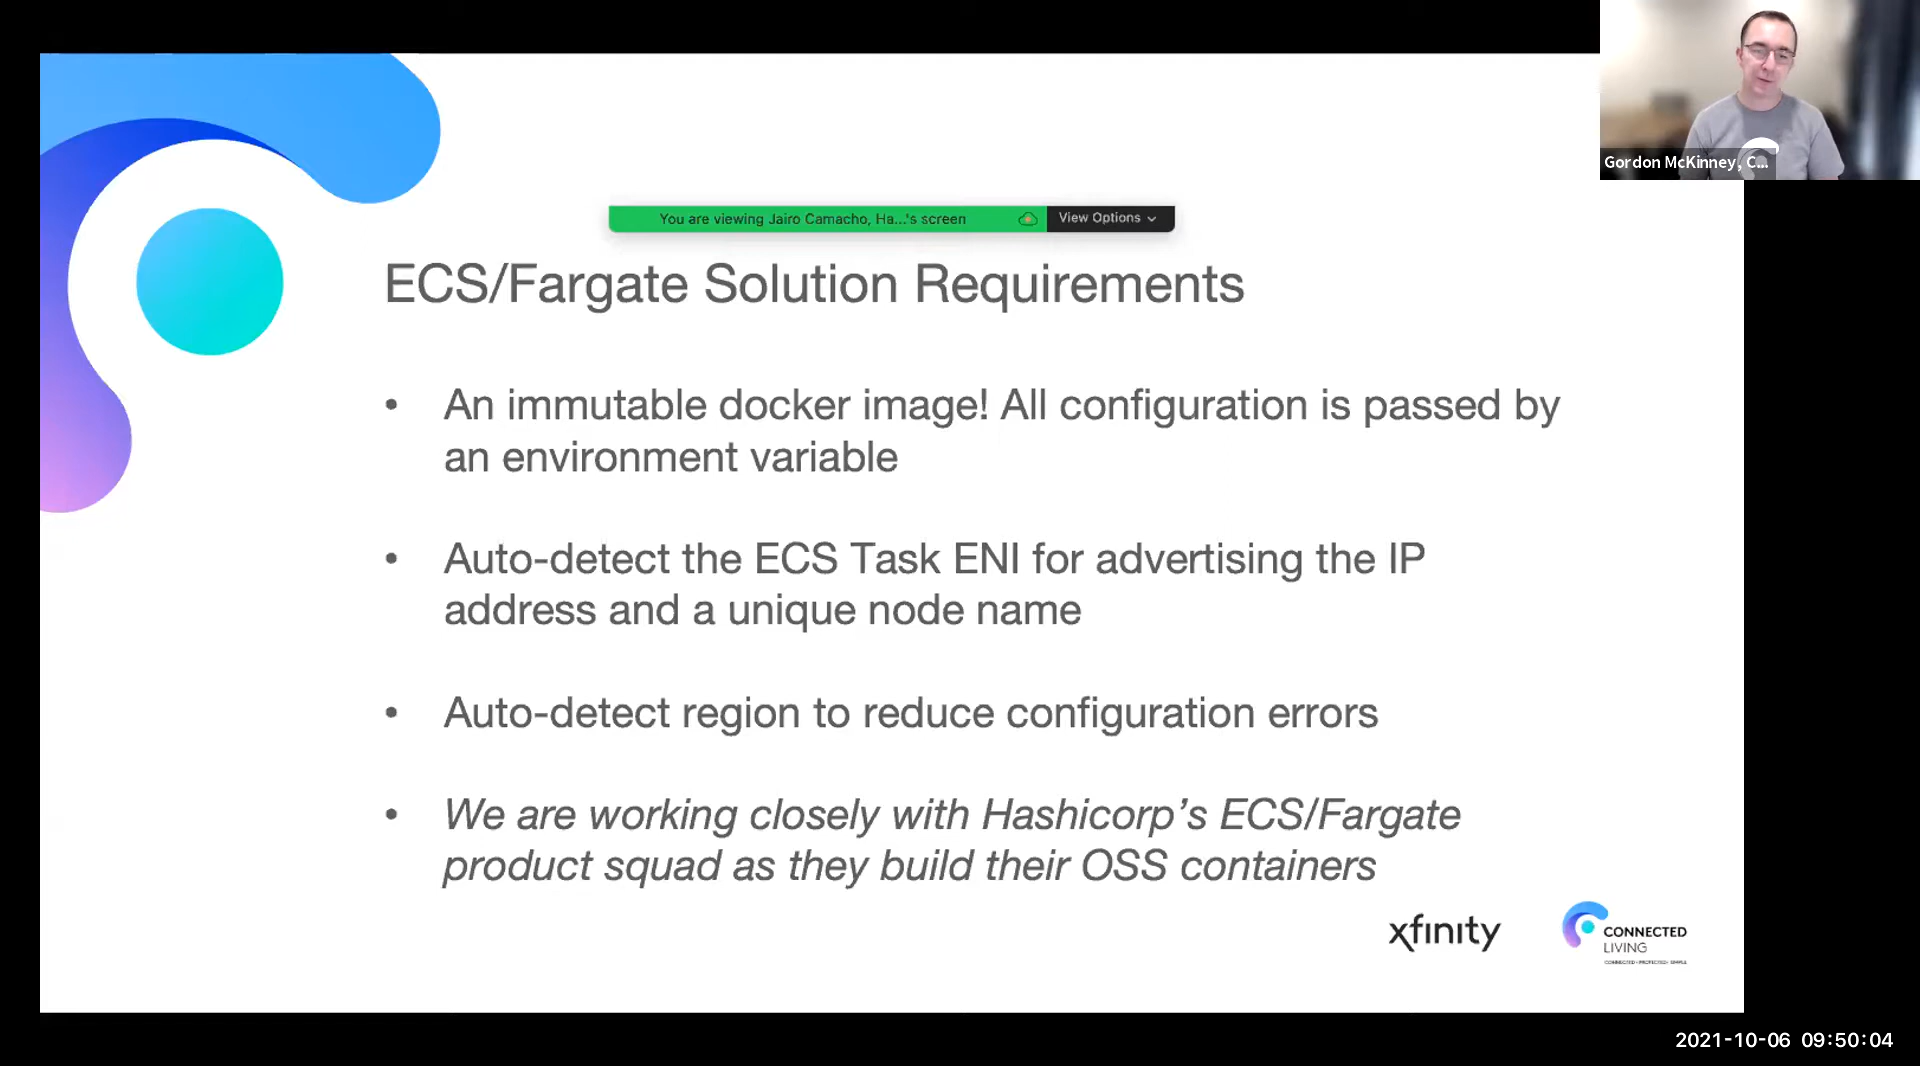 Gordon McKinney, C...
You are viewing Jairo Camacho, Ha...'s screen
View Options
ECS/Fargate Solution Requirements
• An immutable docker image! All configuration is passed by
an environment variable
• Auto-detect the ECS Task ENI for advertising the IP
address and a unique node name
• Auto-detect region to reduce configuration errors
• We are working closely with Hashicorp’s ECS/Fargate
product squad as they build their OSS containers
xfinity
CONNECTED
LIVING
CONNECTED • PROTECTED • SIMPLE
2021-10-06 09:50:04